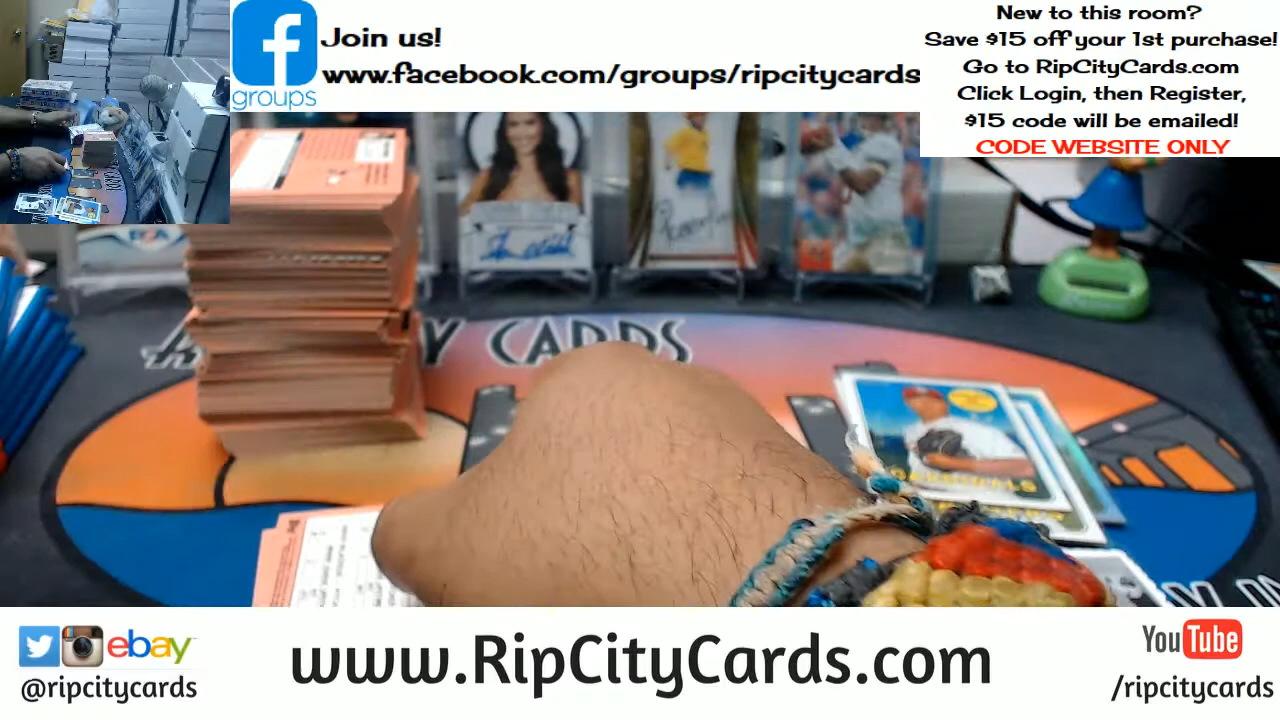 f
groups
Join us!
www.facebook.com/groups/ripcitycards
New to this room?
Save $15 off your 1st purchase!
Go to RipCityCards.com
Click Login, then Register,
$15 code will be emailed!
CODE WEBSITE ONLY
CARDS
CARDINALS
ebay
@ripcitycards
www.RipCityCards.com
YouTube
/ripcitycards